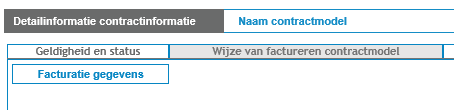 Detailinformatie contractinformatie Naam contractmodel
Geldigheid en status Wijze van factureren contractmodel
Facturatie gegevens